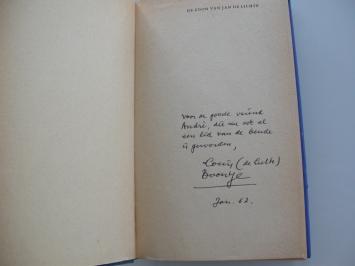 DE ZOON VAN JAN DE LICHTE
Voor de goede vriend
André, die nu ook al
een lid van de bende
is geworden,
Louis (de Lichte)
Boontje
Jan. 62.